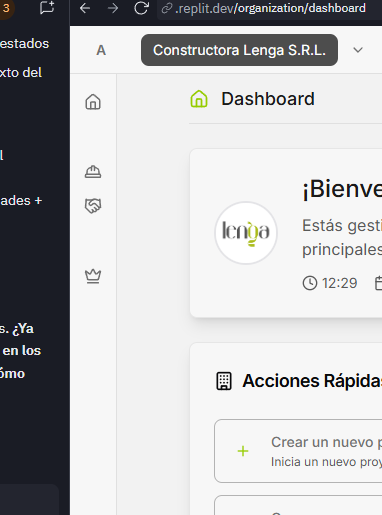 3
.replit.dev/organization/dashboard
estados
xto del
l
ades +
s. ¿Ya
en los
ómo
A
Constructora Lenga S.R.L.
Dashboard
¡Bienve
lenga
Estás gesti
principales
12:29
Acciones Rápidas
+
Crear un nuevo p
Inicia un nuevo proy